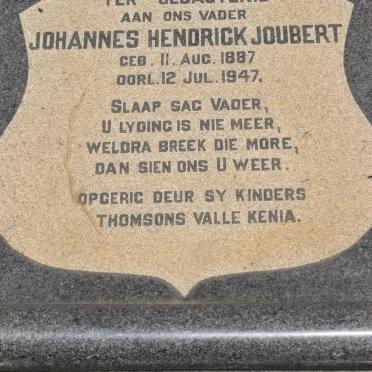 TER GEDAGTENIS
AAN ONS VADER
JOHANNES HENDRICK JOUBERT
GEB. 11. AUG. 1887
OORL. 12 JUL. 1947.
SLAAP SAG VADER,
U LYDING IS NIE MEER,
WELDRA BREEK DIE MORE,
DAN SIEN ONS U WEER.
OPGERIG DEUR SY KINDERS
THOMSONS VALLE KENIA.